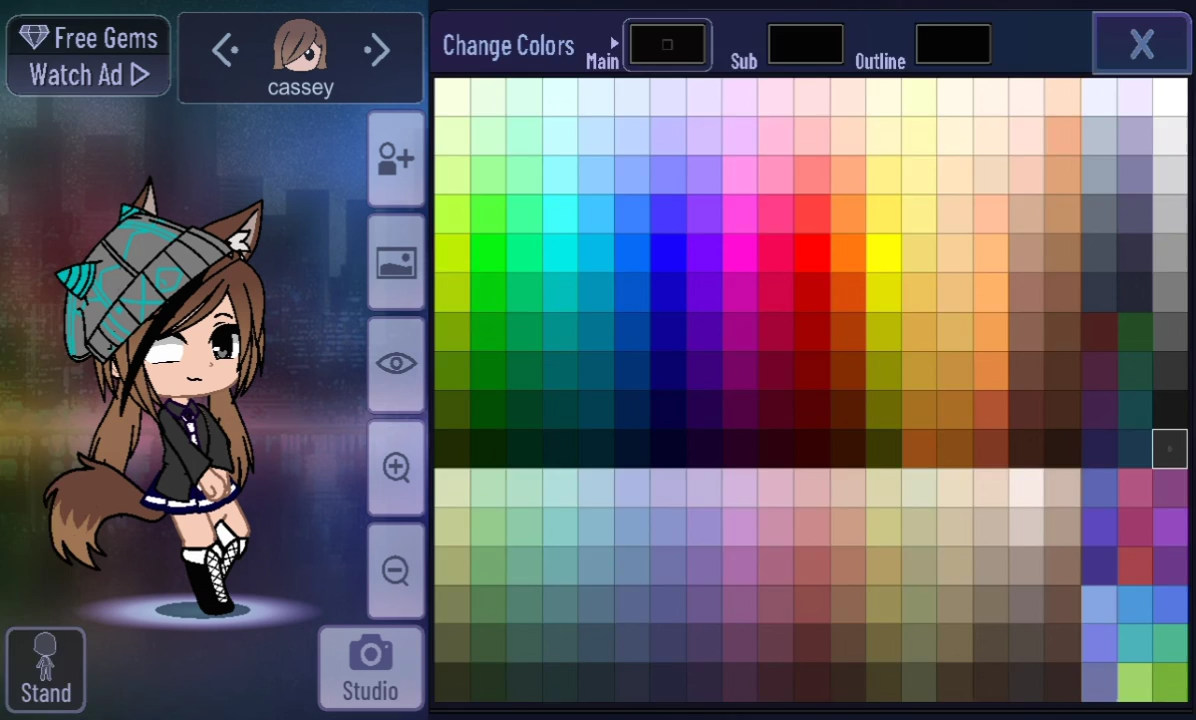 Free Gems
Watch Ad
cassey
Change Colors
Main
Sub
Outline
X
Stand
Studio